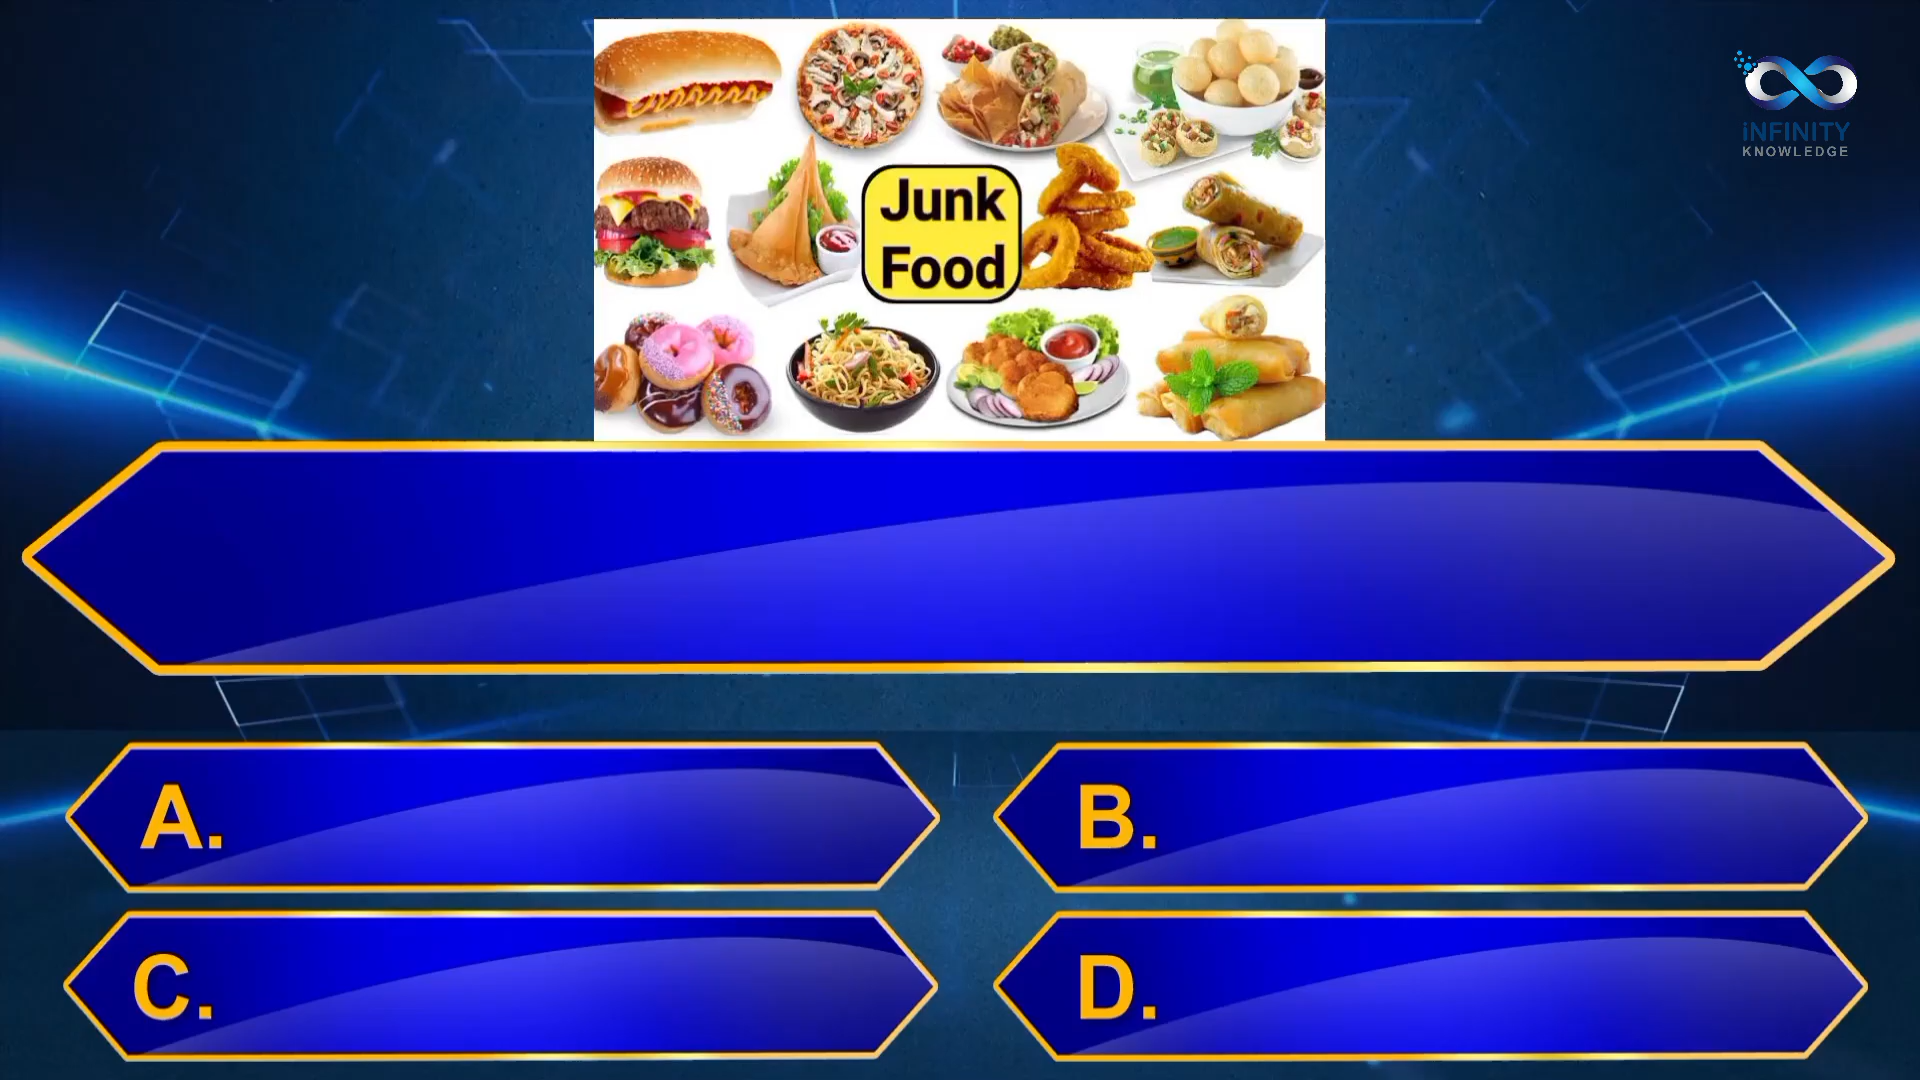 Junk
Food
iNFINITY
KNOWLEDGE
A.
B.
C.
D.